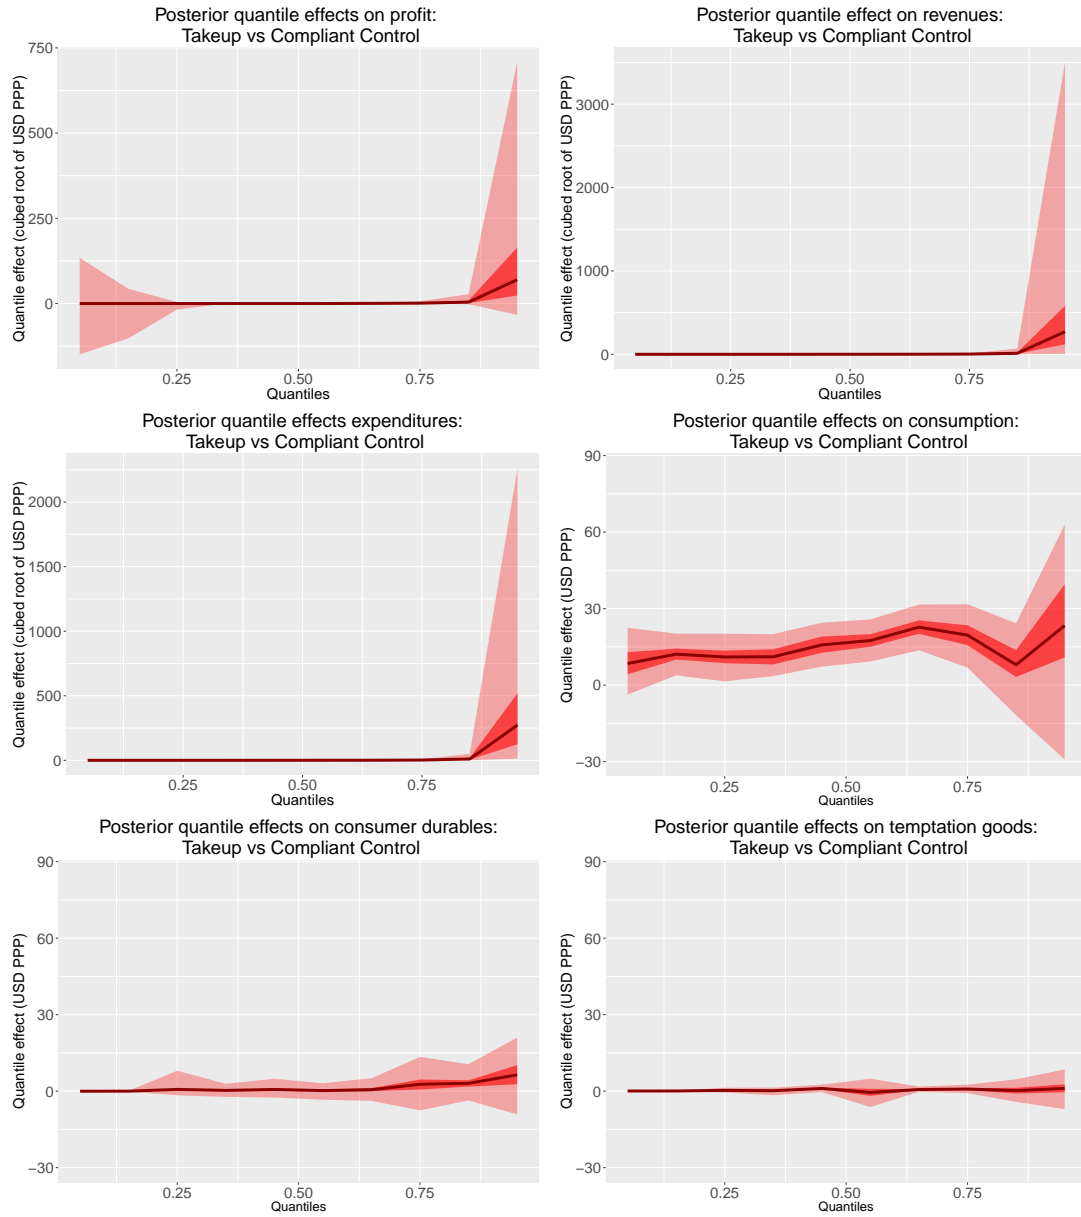 Posterior quantile effects on profit:
Takeup vs Compliant Control
Quantile effect (cubed root of USD PPP)
750
500
250
0
0.25
0.50
0.75
Quantiles
Posterior quantile effect on revenues:
Takeup vs Compliant Control
Quantile effect (cubed root of USD PPP)
3000
2000
1000
0
0.25
0.50
0.75
Quantiles
Posterior quantile effects expenditures:
Takeup vs Compliant Control
Quantile effect (cubed root of USD PPP)
2000
1500
1000
500
0
0.25
0.50
0.75
Quantiles
Posterior quantile effects on consumption:
Takeup vs Compliant Control
Quantile effect (USD PPP)
90
60
30
0
−30
0.25
0.50
0.75
Quantiles
Posterior quantile effects on consumer durables:
Takeup vs Compliant Control
Quantile effect (USD PPP)
90
60
30
0
−30
0.25
0.50
0.75
Quantiles
Posterior quantile effects on temptation goods:
Takeup vs Compliant Control
Quantile effect (USD PPP)
90
60
30
0
−30
0.25
0.50
0.75
Quantiles